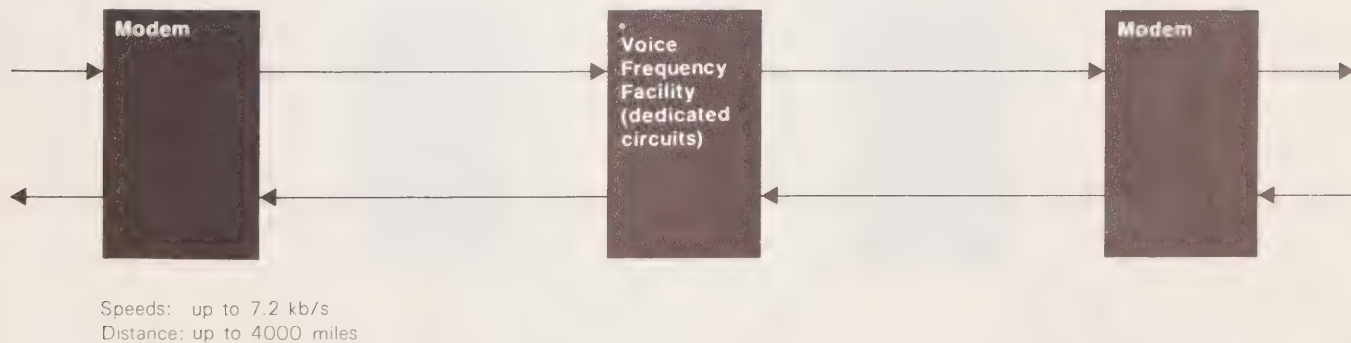 Modem
Voice
Frequency
Facility
(dedicated
circuits)
Modem
Speeds: up to 7.2 kb/s
Distance: up to 4000 miles